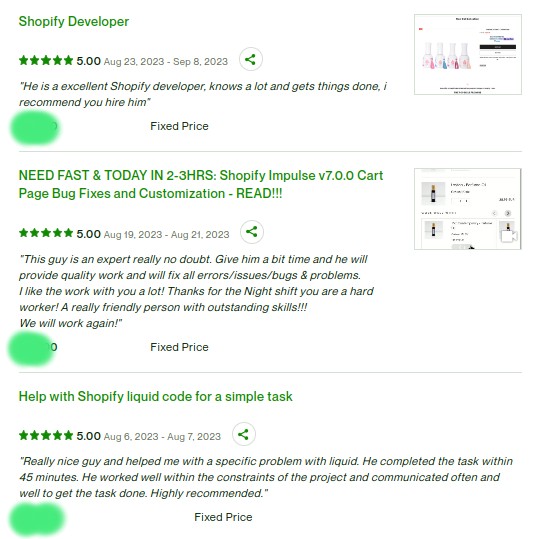 Shopify Developer
5.00 Aug 23, 2023 - Sep 8, 2023
"He is a excellent Shopify developer, knows a lot and gets things done, i
recommend you hire him"
Fixed Price
NEED FAST & TODAY IN 2-3HRS: Shopify Impulse v7.0.0 Cart
Page Bug Fixes and Customization - READ!!!
5.00 Aug 19, 2023 - Aug 21, 2023
"This guy is an expert really no doubt. Give him a bit time and he will
provide quality work and will fix all errors/issues/bugs & problems.
I like the work with you a lot! Thanks for the Night shift you are a hard
worker! A really friendly person with outstanding skills!!!
We will work again!"
0 Fixed Price
Help with Shopify liquid code for a simple task
5.00 Aug 6, 2023 - Aug 7, 2023
"Really nice guy and helped me with a specific problem with liquid. He completed the task within
45 minutes. He worked well within the constraints of the project and communicated often and
well to get the task done. Highly recommended."
Fixed Price